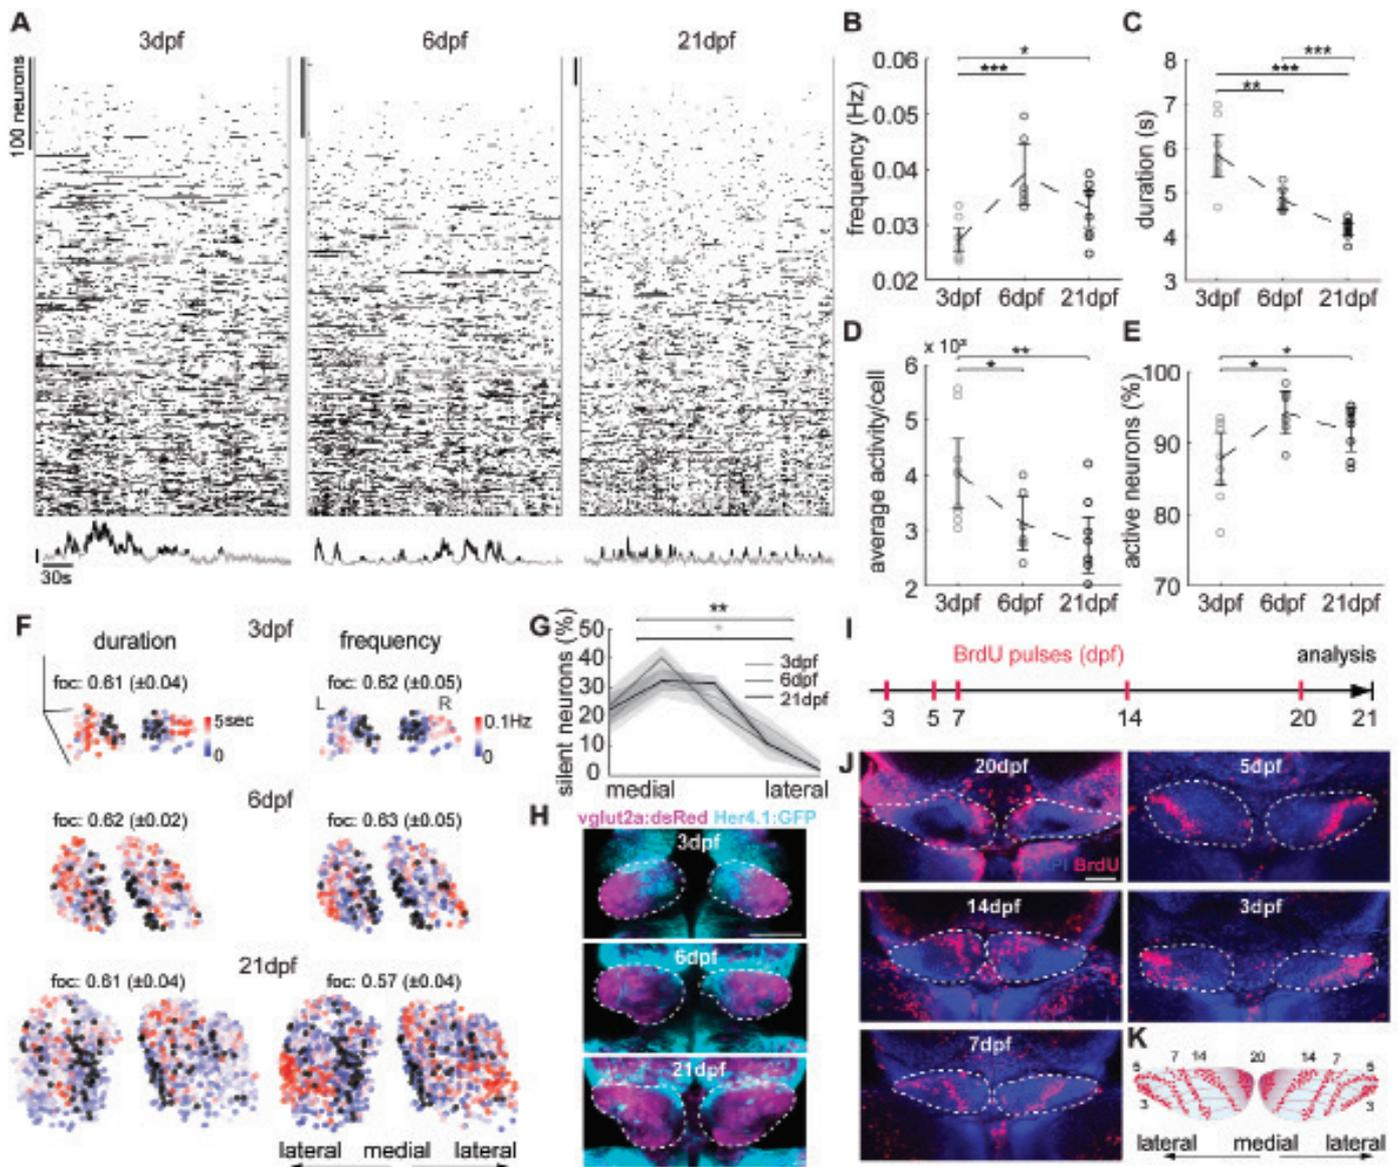 A
3dpf
6dpf
21dpf
100 neurons
30s
B
frequency (Hz)
0.06
0.05
0.04
0.03
0.02
***
*
3dpf 6dpf 21dpf
C
duration (s)
8
7
6
5
4
3
***
***
**
3dpf 6dpf 21dpf
D
average activity/cell
6
5
4
3
2
**
*
3dpf 6dpf 21dpf
E
active neurons (%)
100
90
80
70
*
*
3dpf 6dpf 21dpf
F
duration
3dpf
frequency
foc: 0.61 (±0.04)
foc: 0.62 (±0.05)
L
R
5sec
0
0.1Hz
0
6dpf
foc: 0.62 (±0.02)
foc: 0.63 (±0.05)
21dpf
foc: 0.61 (±0.04)
foc: 0.57 (±0.04)
lateral medial lateral
G
silent neurons (%)
50
40
30
20
10
0
**
*
3dpf
6dpf
21dpf
medial lateral
H
vglut2a:dsRed Her4.1:GFP
3dpf
6dpf
21dpf
I
BrdU pulses (dpf)
analysis
3 5 7 14 20 21
J
20dpf
DAPI BrdU
5dpf
14dpf
3dpf
7dpf
K
5 7 14 20 14 7 5
3 3
lateral medial lateral